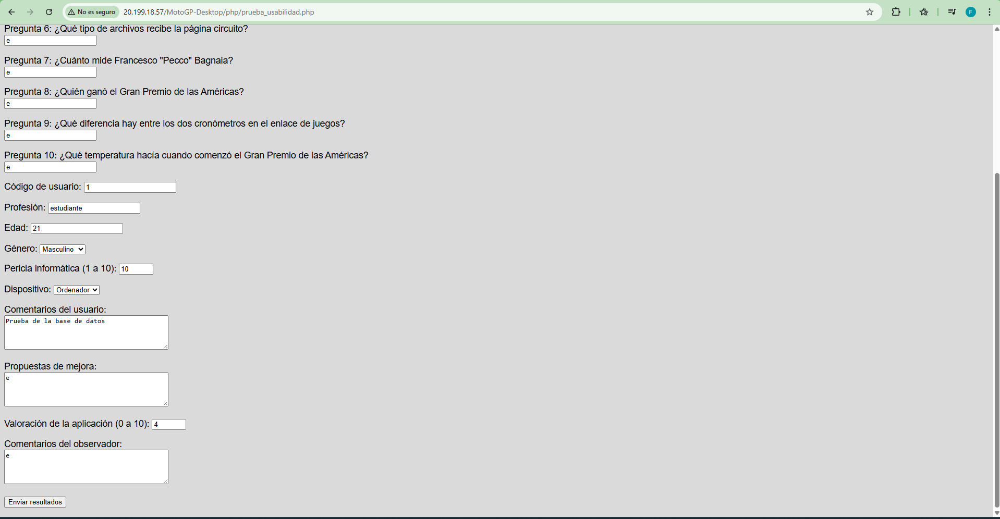 No es seguro 20.199.18.57/MotoGP-Desktop/php/prueba_usabilidad.php F
Pregunta 6: ¿Qué tipo de archivos recibe la página circuito?
e
Pregunta 7: ¿Cuánto mide Francesco "Pecco" Bagnaia?
e
Pregunta 8: ¿Quién ganó el Gran Premio de las Américas?
e
Pregunta 9: ¿Qué diferencia hay entre los dos cronómetros en el enlace de juegos?
e
Pregunta 10: ¿Qué temperatura hacía cuando comenzó el Gran Premio de las Américas?
e
Código de usuario: 1
Profesión: estudiante
Edad: 21
Género: Masculino
Pericia informática (1 a 10): 10
Dispositivo: Ordenador
Comentarios del usuario:
Prueba de la base de datos
Propuestas de mejora:
e
Valoración de la aplicación (0 a 10): 4
Comentarios del observador:
e
Enviar resultados